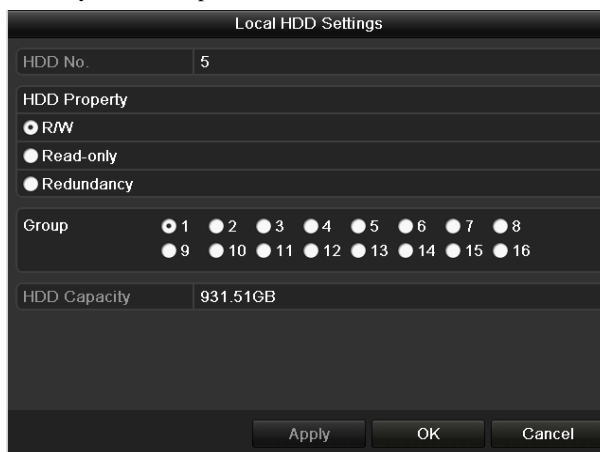 Local HDD Settings
HDD No. 5
HDD Property
R/W
Read-only
Redundancy
Group 1 2 3 4 5 6 7 8
9 10 11 12 13 14 15 16
HDD Capacity 931.51GB
Apply OK Cancel